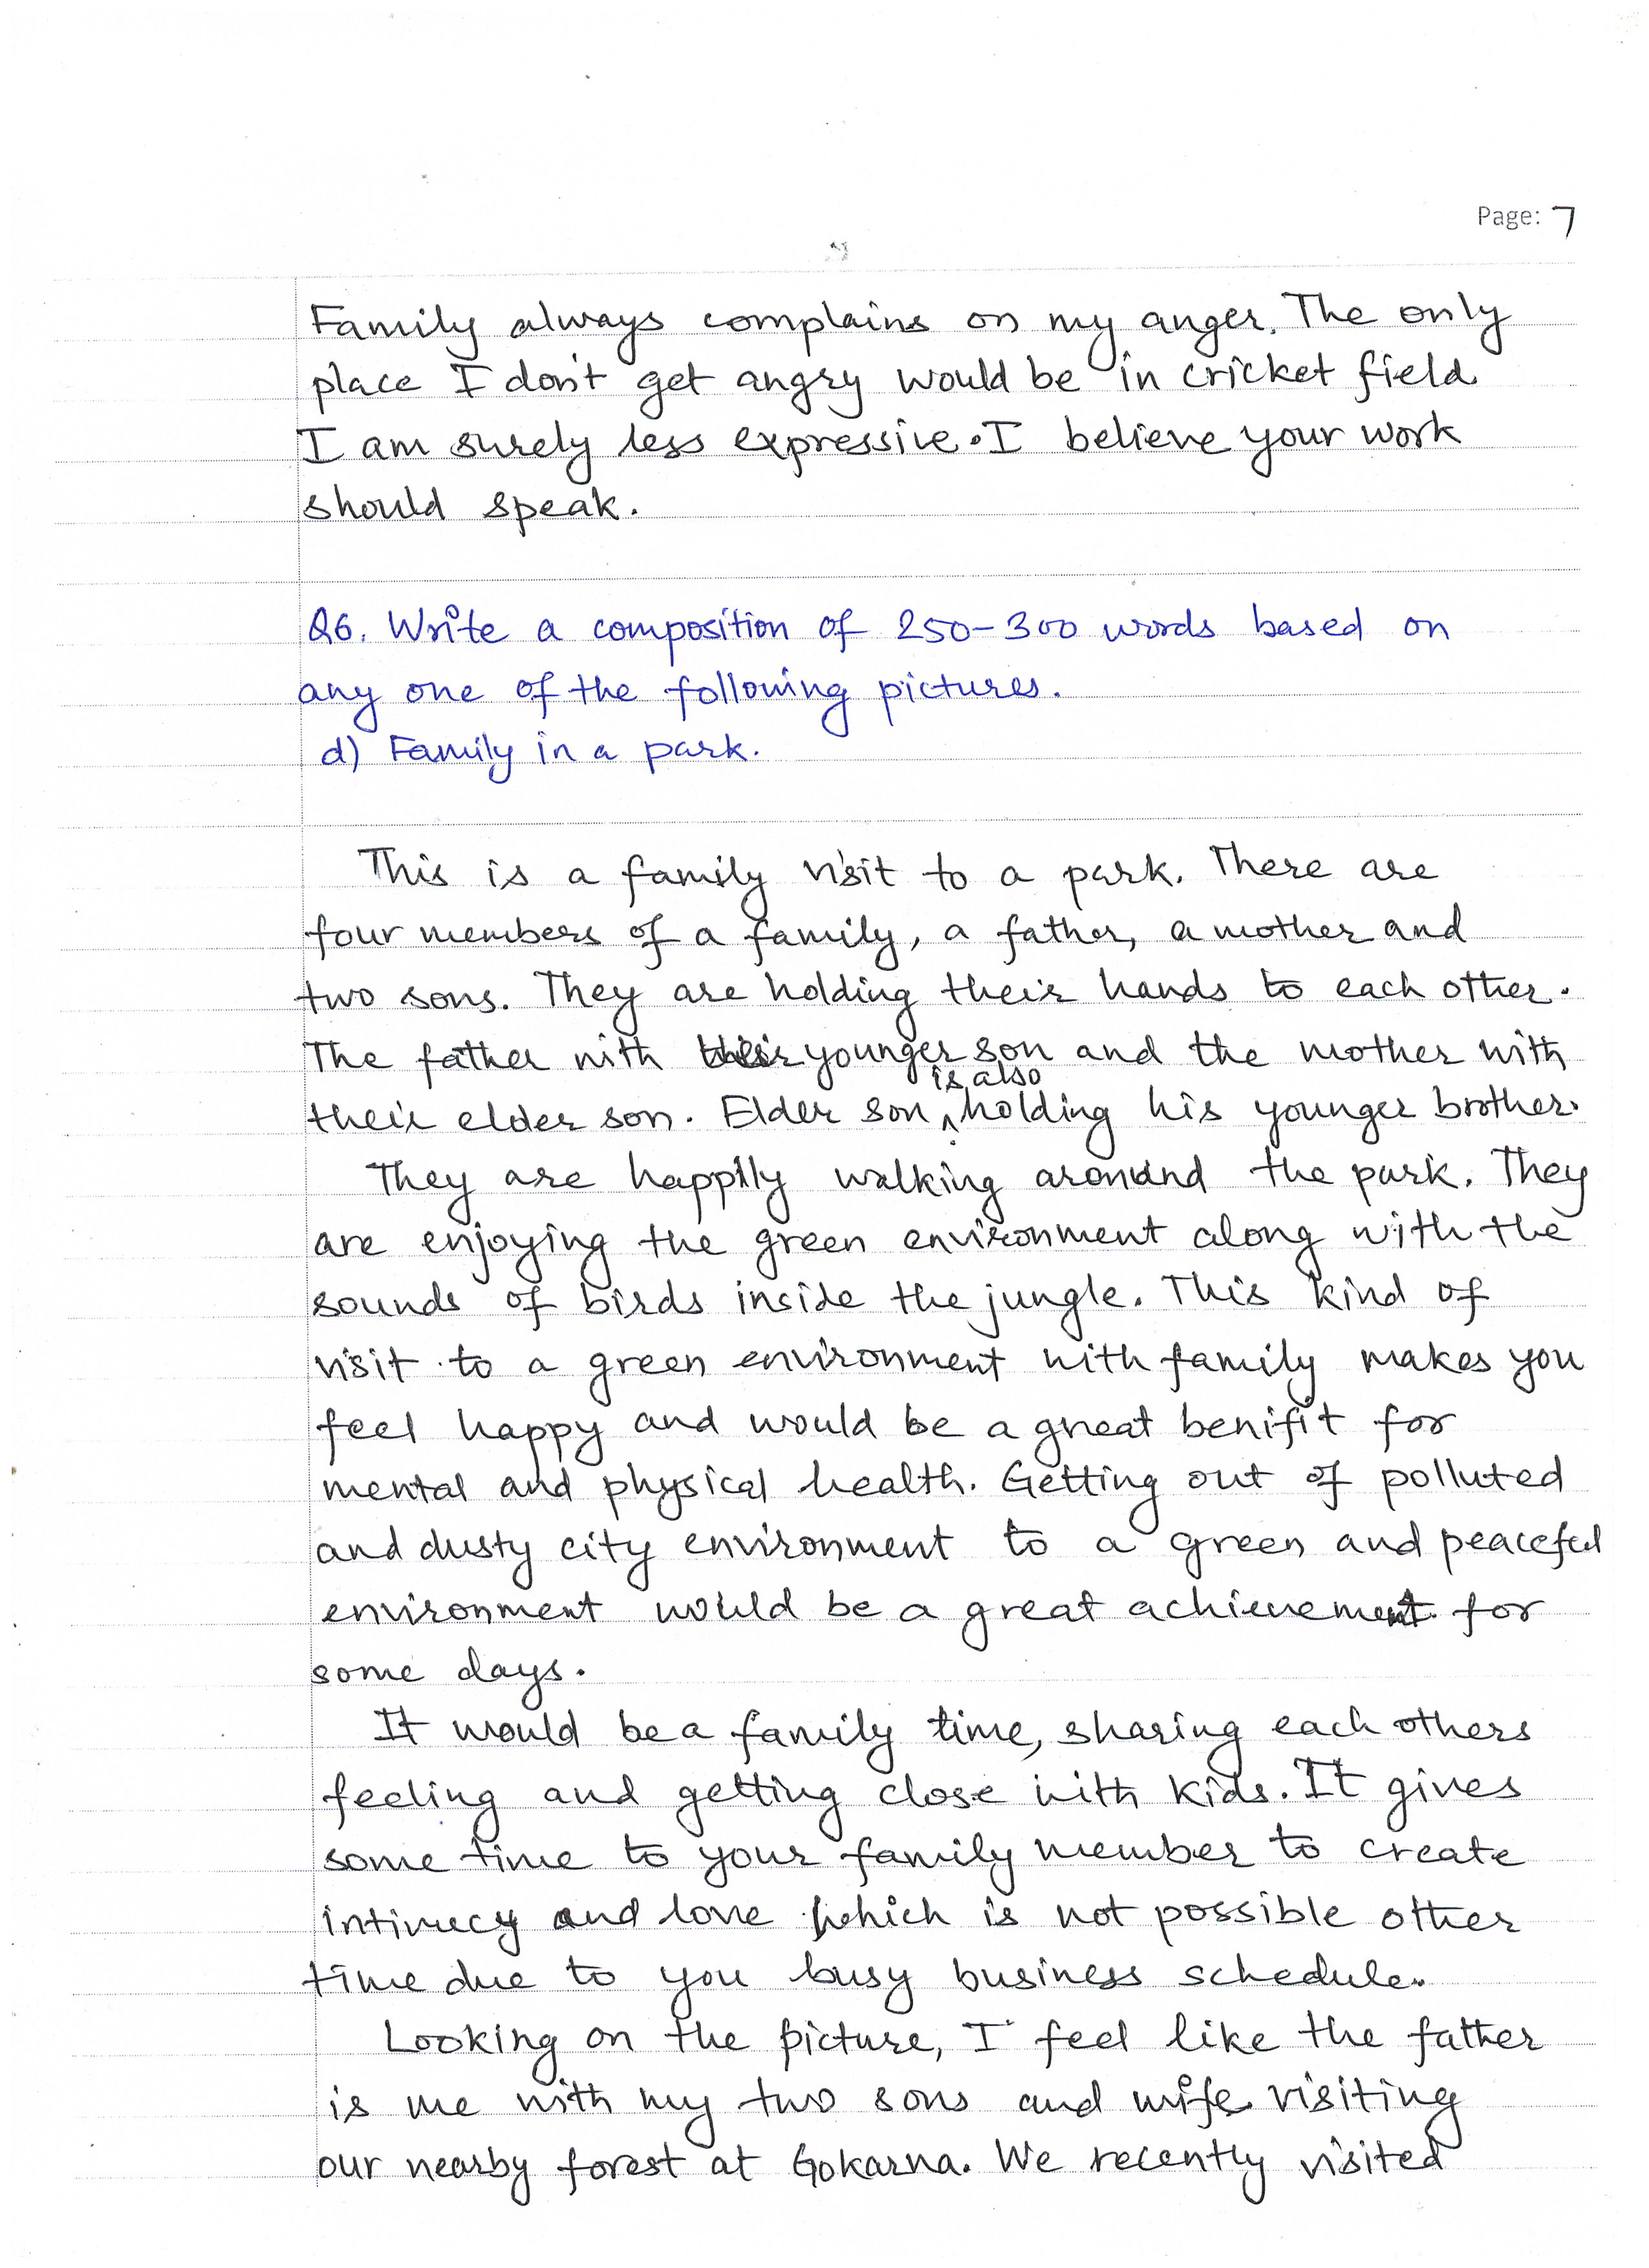 Page: 7
Family always complains on my anger. The only
place I don't get angry would be in cricket field
I am surely less expressive. I believe your work
should speak.
Q6. Write a composition of 250-300 words based on
any one of the following pictures.
d) Family in a park.
This is a family visit to a park. There are
four members of a family, a father, a mother and
two sons. They are holding their hands to each other.
The father with their younger son and the mother with
their elder son. Elder son is also holding his younger brother.
They are happily walking around the park. They
are enjoying the green environment along with the
sounds of birds inside the jungle. This kind of
visit to a green environment with family makes you
feel happy and would be a great benifit for
mental and physical health. Getting out of polluted
and dusty city environment to a green and peaceful
environment would be a great achievement for
some days.
It would be a family time, sharing each others
feeling and getting close with kids. It gives
some time to your family member to create
intimecy and love which is not possible other
time due to you busy business schedule.
Looking on the picture, I feel like the father
is me with my two sons and wife visiting
our nearby forest at Gokarna. We recently visited